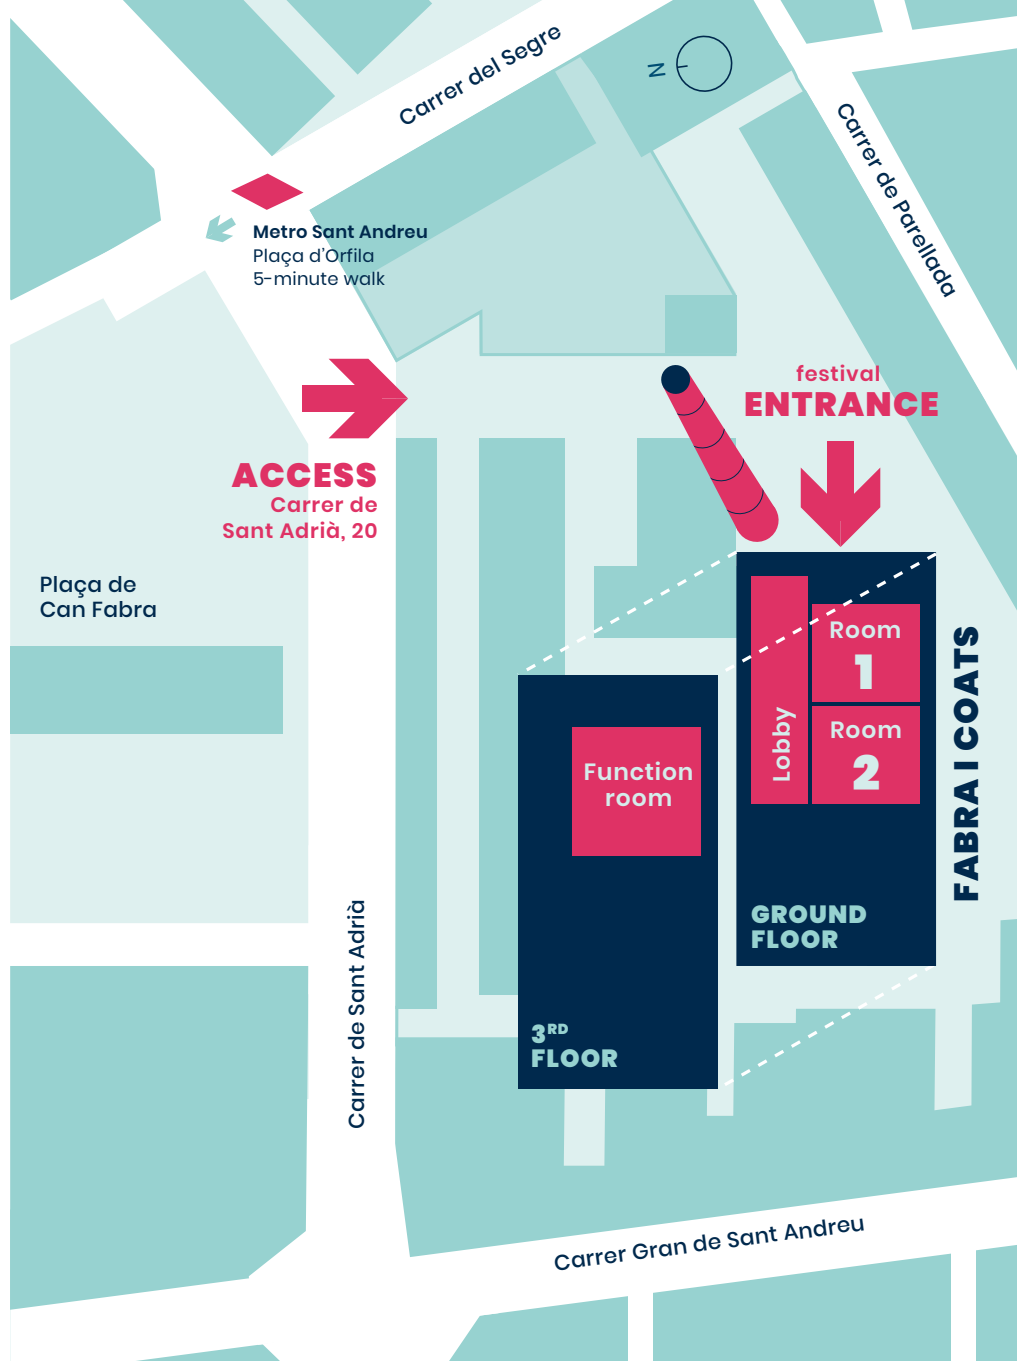 Carrer del Segre
N
Carrer de Parellada
Metro Sant Andreu
Plaça d'Orfila
5-minute walk
festival
ENTRANCE
ACCESS
Carrer de
Sant Adrià, 20
Plaça de
Can Fabra
Room
1
Lobby
Room
2
FABRA I COATS
Function
room
GROUND
FLOOR
3RD
FLOOR
Carrer de Sant Adrià
Carrer Gran de Sant Andreu